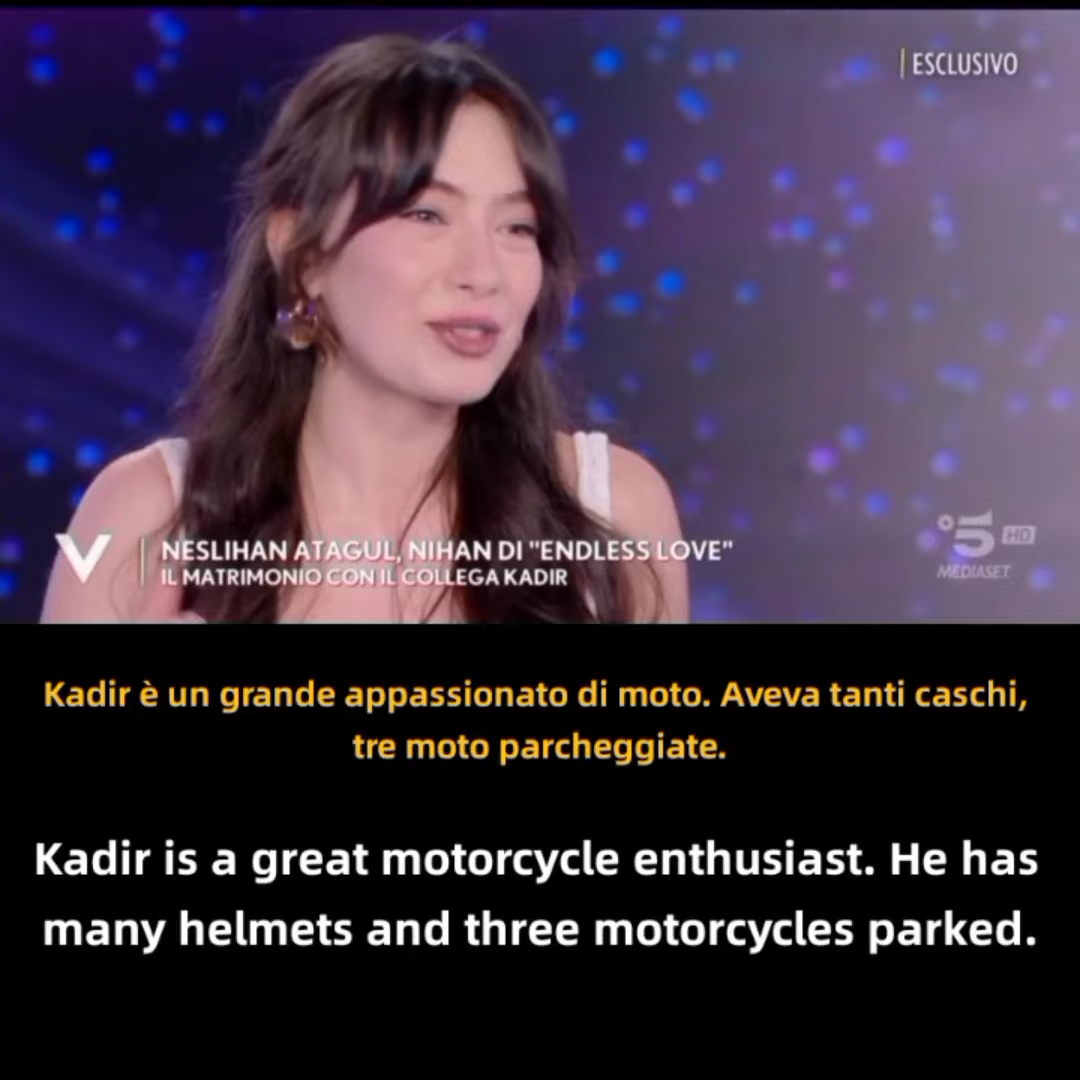 ESCLUSIVO
NESLIHAN ATAGUL, NIHAN DI "ENDLESS LOVE"
IL MATRIMONIO CON IL COLLEGA KADIR
5 HD
MEDIASET
Kadir è un grande appassionato di moto. Aveva tanti caschi,
tre moto parcheggiate.
Kadir is a great motorcycle enthusiast. He has
many helmets and three motorcycles parked.